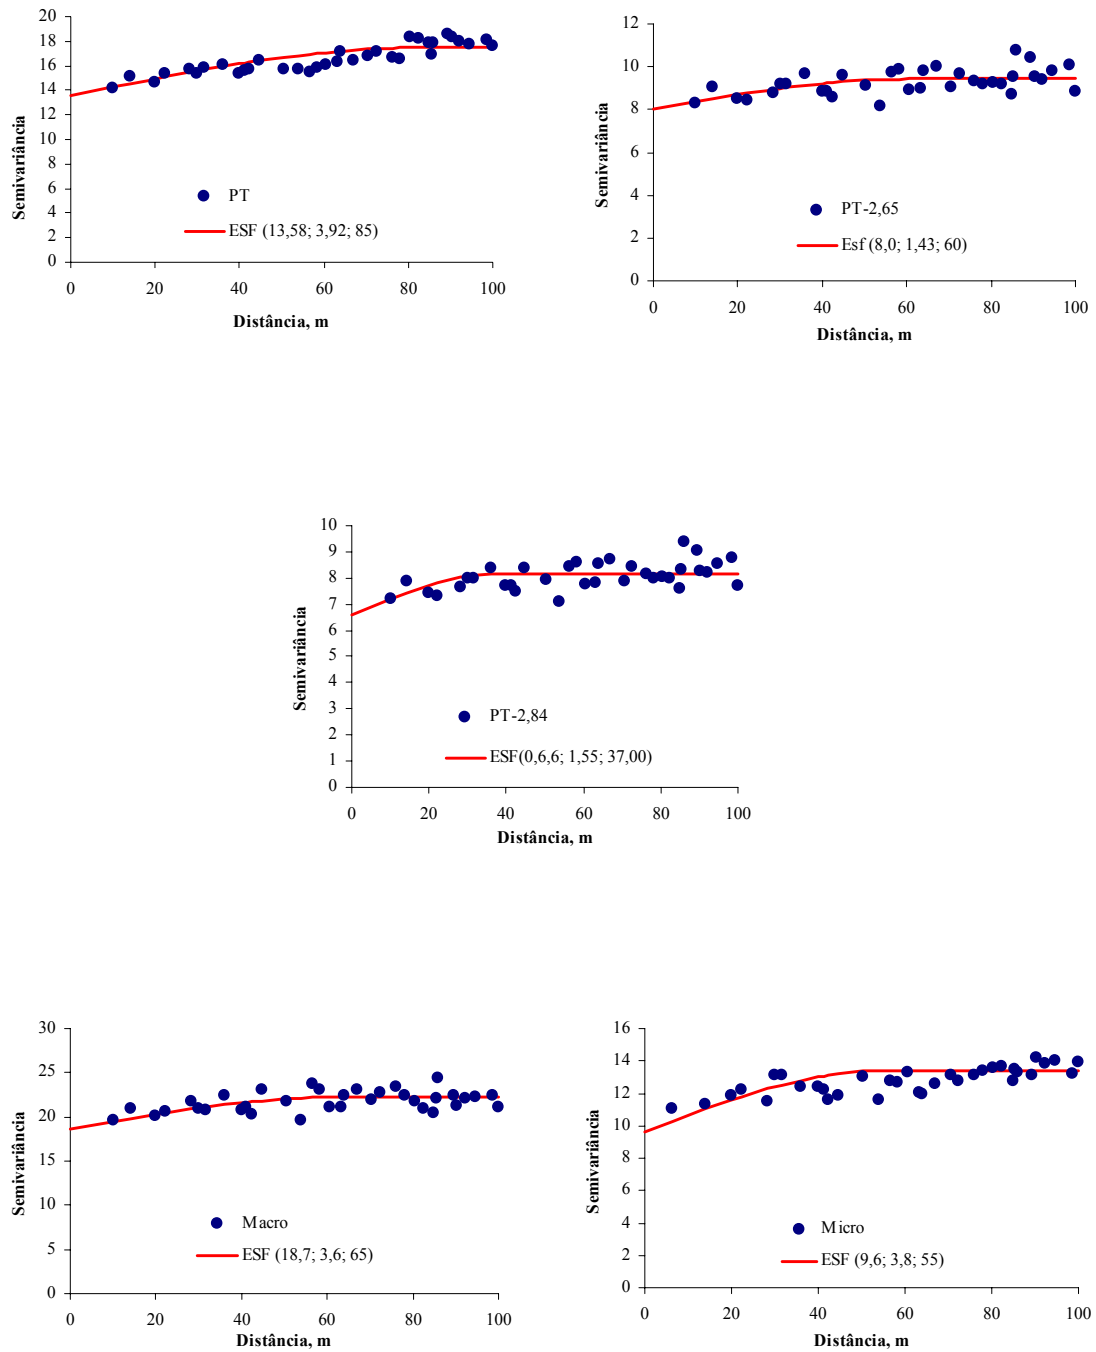 20
18
16
14
12
10
8
6
4
2
0
Semivariância
PT
ESF (13,58; 3,92; 85)
0 20 40 60 80 100
Distância, m
12
10
8
6
4
2
0
Semivariância
PT-2,65
Esf (8,0; 1,43; 60)
0 20 40 60 80 100
Distância, m
10
9
8
7
6
5
4
3
2
1
0
Semivariância
PT-2,84
ESF(0,6,6; 1,55; 37,00)
0 20 40 60 80 100
Distância, m
30
25
20
15
10
5
0
Semivariância
Macro
ESF (18,7; 3,6; 65)
0 20 40 60 80 100
Distância, m
16
14
12
10
8
6
4
2
0
Semivariância
Micro
ESF (9,6; 3,8; 55)
0 20 40 60 80 100
Distância, m